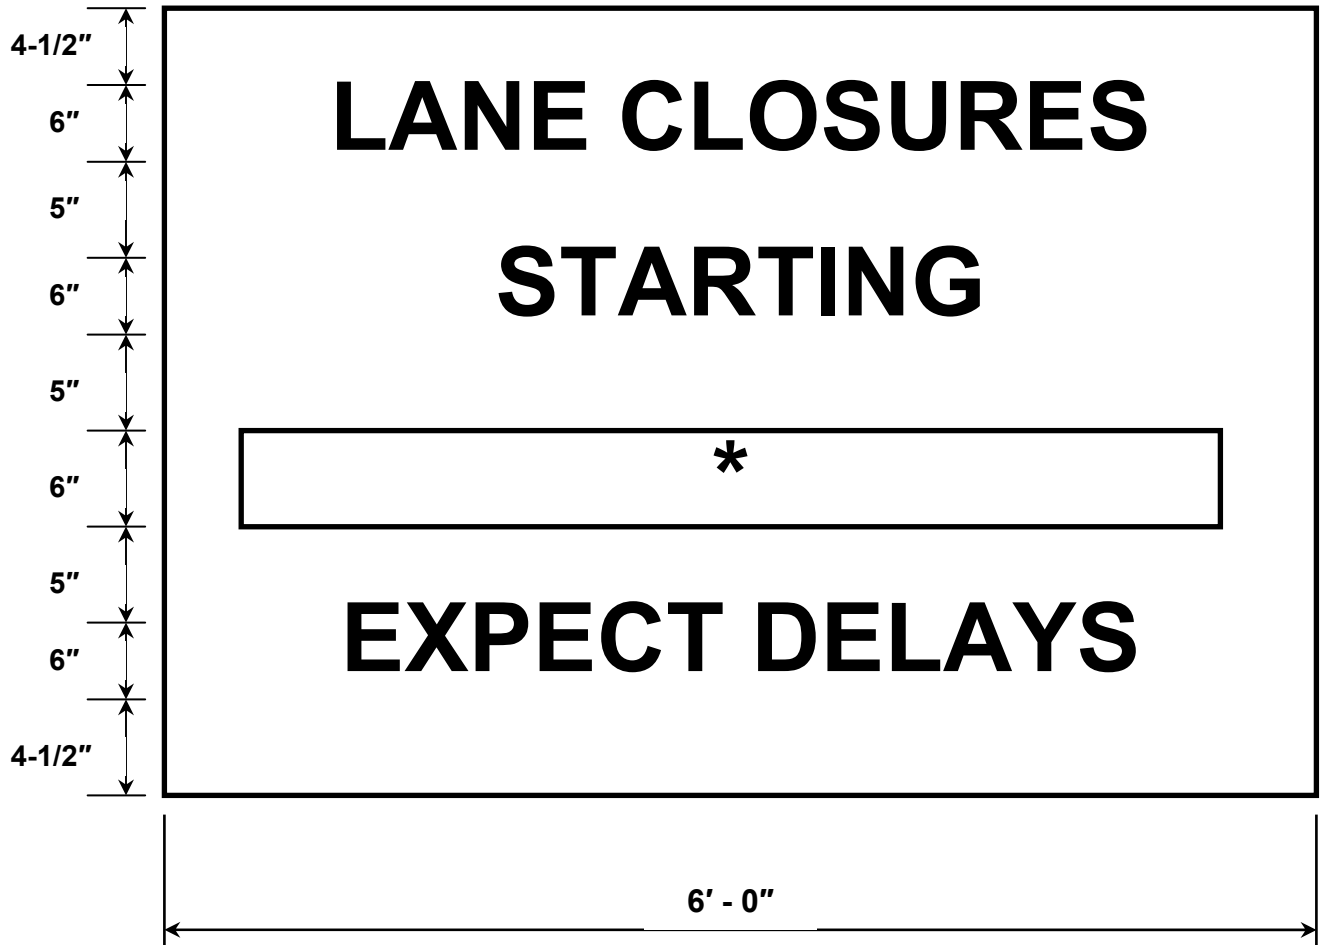 4-1/2″
LANE CLOSURES
6″
5″
STARTING
6″
5″
*
6″
5″
EXPECT DELAYS
6″
4-1/2″
6′ - 0″